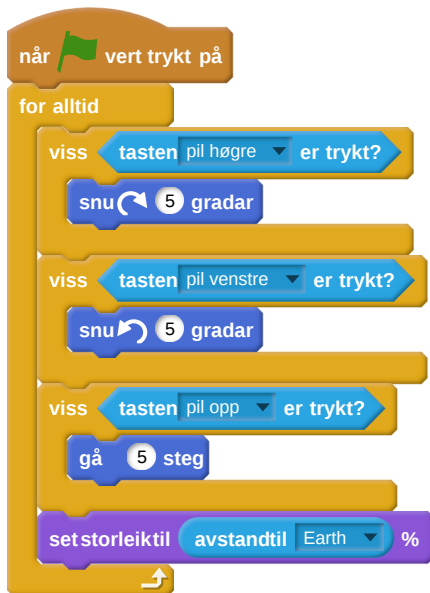 når vert trykt på
for alltid
viss tasten pil høgre er trykt?
snu 5 gradar
viss tasten pil venstre er trykt?
snu 5 gradar
viss tasten pil opp er trykt?
gå 5 steg
set storleik til avstand til Earth %